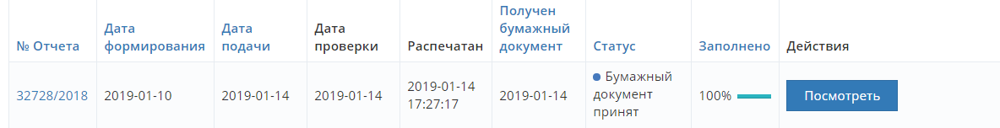 № Отчета
Дата
формирования
Дата
подачи
Дата
проверки
Распечатан
Получен
бумажный
документ
Статус
Заполнено
Действия
32728/2018
2019-01-10
2019-01-14
2019-01-14
2019-01-14
17:27:17
2019-01-14
Бумажный
документ
принят
100%
Посмотреть